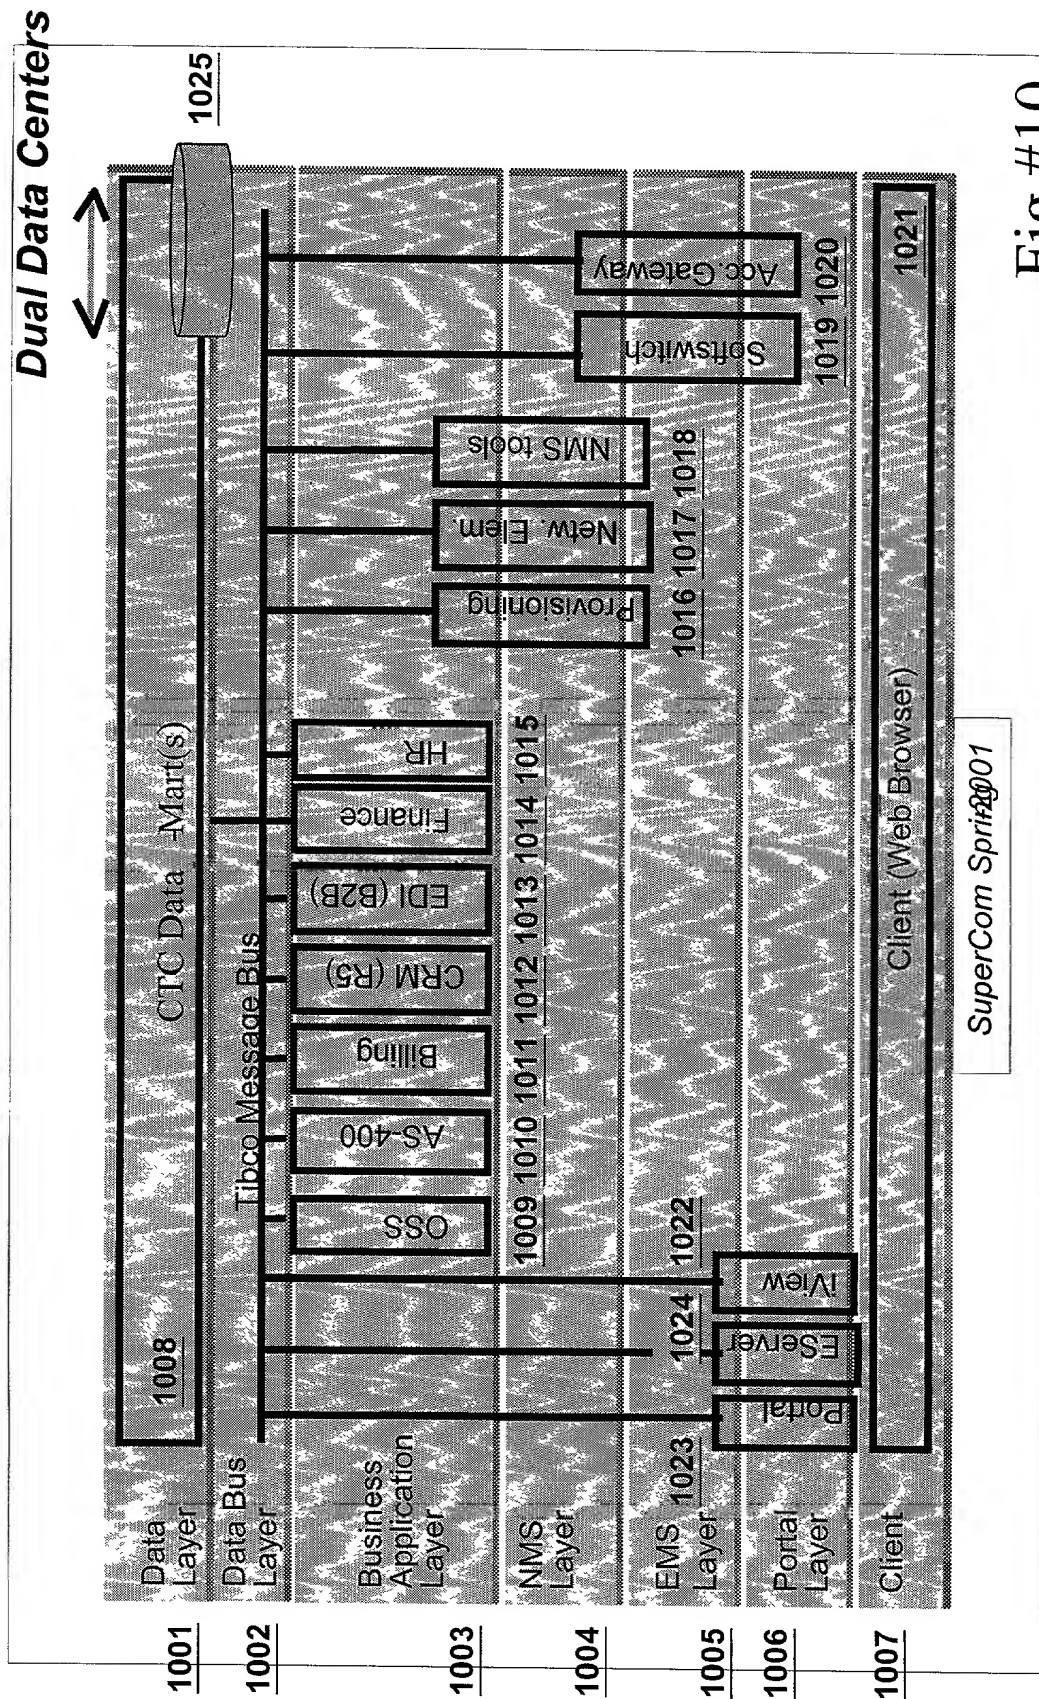 Dual Data Centers
1025
1001
Data
Layer
1008
CTC Data -Mart(s)
1002
Data Bus
Layer
Tibco Message Bus
1003
Business
Application
Layer
OSS
AS-400
Billing
CRM (R5)
EDI (B2B)
Finance
HR
1009
1010
1011
1012
1013
1014
1015
1004
NMS
Layer
Provisioning
Netw. Elem.
NMS tools
1016
1017
1018
1005
EMS
Layer
1023
1024
1022
Softswitch
Acc. Gateway
1019
1020
1006
Portal
Layer
Portal
EServer
iView
1007
Client
Client (Web Browser)
1021
SuperCom Spring 2001
Fig #10